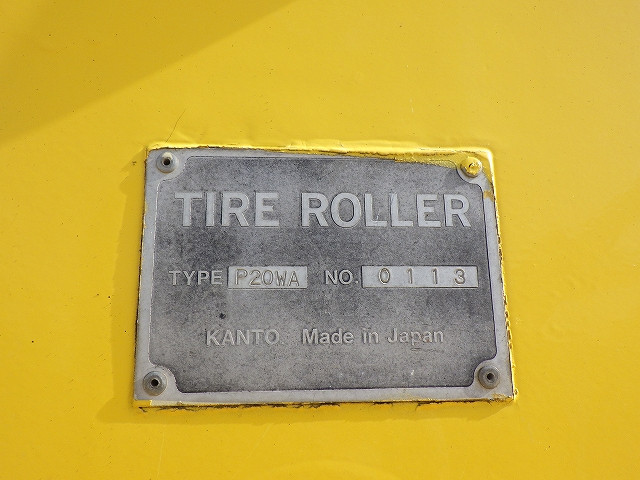 TIRE ROLLER
TYPE P20WA NO. 0113
KANTO. Made in Japan